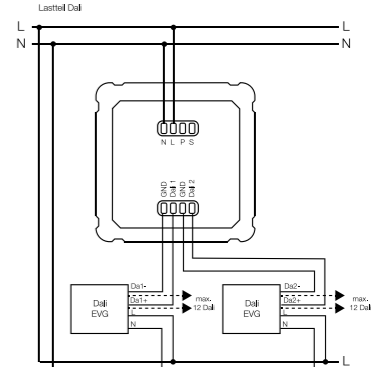 Lastteil Dali
L L
N N
N L P S
GND Dali 1 GND Dali 2
Da1- Da2-
Dali EVG Da1+ max. 12 Dali Dali EVG Da2+ max. 12 Dali
L L
N N
L